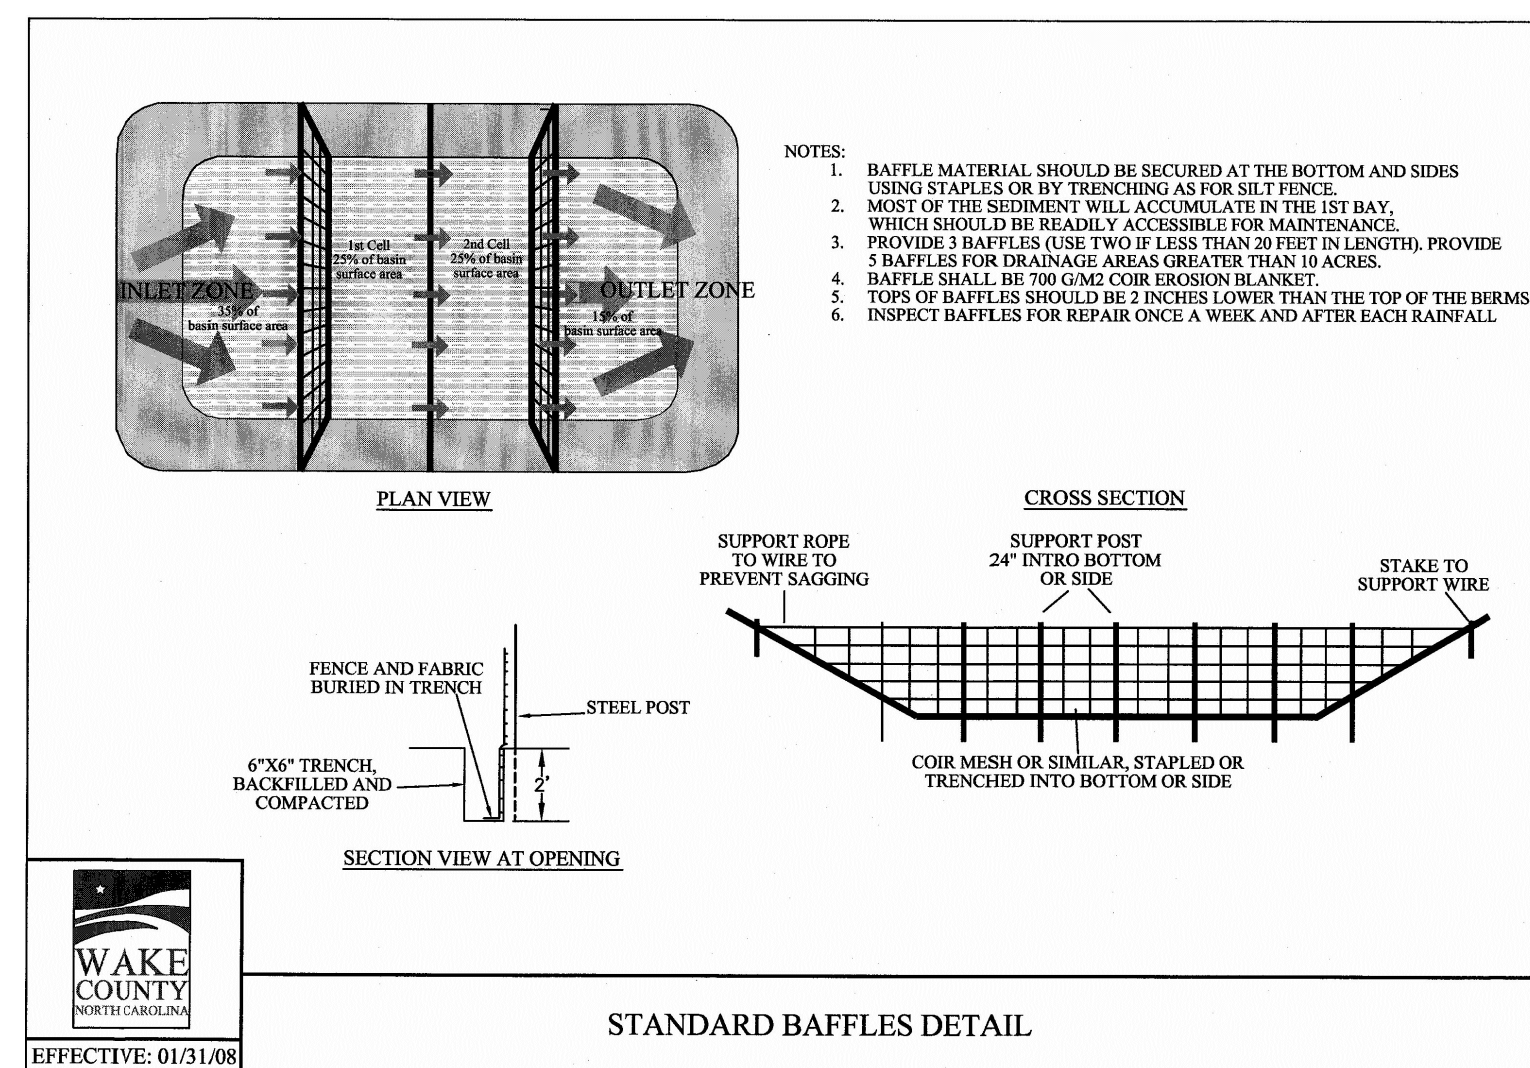 INLET ZONE
35% of
basin surface area
1st Cell
25% of basin
surface area
2nd Cell
25% of basin
surface area
OUTLET ZONE
15% of
basin surface area
PLAN VIEW
NOTES:
1. BAFFLE MATERIAL SHOULD BE SECURED AT THE BOTTOM AND SIDES
USING STAPLES OR BY TRENCHING AS FOR SILT FENCE.
2. MOST OF THE SEDIMENT WILL ACCUMULATE IN THE 1ST BAY,
WHICH SHOULD BE READILY ACCESSIBLE FOR MAINTENANCE.
3. PROVIDE 3 BAFFLES (USE TWO IF LESS THAN 20 FEET IN LENGTH). PROVIDE
5 BAFFLES FOR DRAINAGE AREAS GREATER THAN 10 ACRES.
4. BAFFLE SHALL BE 700 G/M2 COIR EROSION BLANKET.
5. TOPS OF BAFFLES SHOULD BE 2 INCHES LOWER THAN THE TOP OF THE BERMS
6. INSPECT BAFFLES FOR REPAIR ONCE A WEEK AND AFTER EACH RAINFALL
CROSS SECTION
SUPPORT ROPE
TO WIRE TO
PREVENT SAGGING
SUPPORT POST
24" INTRO BOTTOM
OR SIDE
STAKE TO
SUPPORT WIRE
COIR MESH OR SIMILAR, STAPLED OR
TRENCHED INTO BOTTOM OR SIDE
FENCE AND FABRIC
BURIED IN TRENCH
STEEL POST
6"X6" TRENCH,
BACKFILLED AND
COMPACTED
2'
SECTION VIEW AT OPENING
WAKE
COUNTY
NORTH CAROLINA
EFFECTIVE: 01/31/08
STANDARD BAFFLES DETAIL